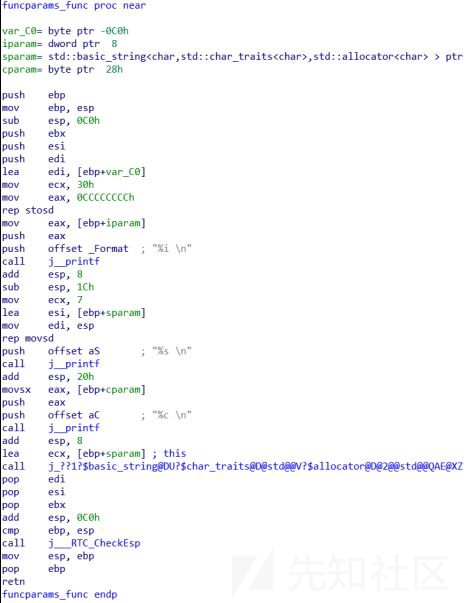 funcparams_func proc near
var_C0= byte ptr -0C0h
iparam= dword ptr  8
sparam= std::basic_string<char,std::char_traits<char>,std::allocator<char> > ptr
cparam= byte ptr  28h
push    ebp
mov     ebp, esp
sub     esp, 0C0h
push    ebx
push    esi
push    edi
lea     edi, [ebp+var_C0]
mov     ecx, 30h
mov     eax, 0CCCCCCCCh
rep stosd
mov     eax, [ebp+iparam]
push    eax
push    offset _Format  ; "%i \n"
call    j__printf
add     esp, 8
sub     esp, 1Ch
mov     ecx, 7
lea     esi, [ebp+sparam]
mov     edi, esp
rep movsd
push    offset aS       ; "%s \n"
call    j__printf
add     esp, 20h
movsx   eax, [ebp+cparam]
push    eax
push    offset aC       ; "%c \n"
call    j__printf
add     esp, 8
lea     ecx, [ebp+sparam] ; this
call    j_??1?$basic_string@DU?$char_traits@D@std@@V?$allocator@D@2@@std@@QAE@XZ
pop     edi
pop     esi
pop     ebx
add     esp, 0C0h
cmp     ebp, esp
call    j___RTC_CheckEsp
mov     esp, ebp
pop     ebp
retn
funcparams_func endp
先知社区